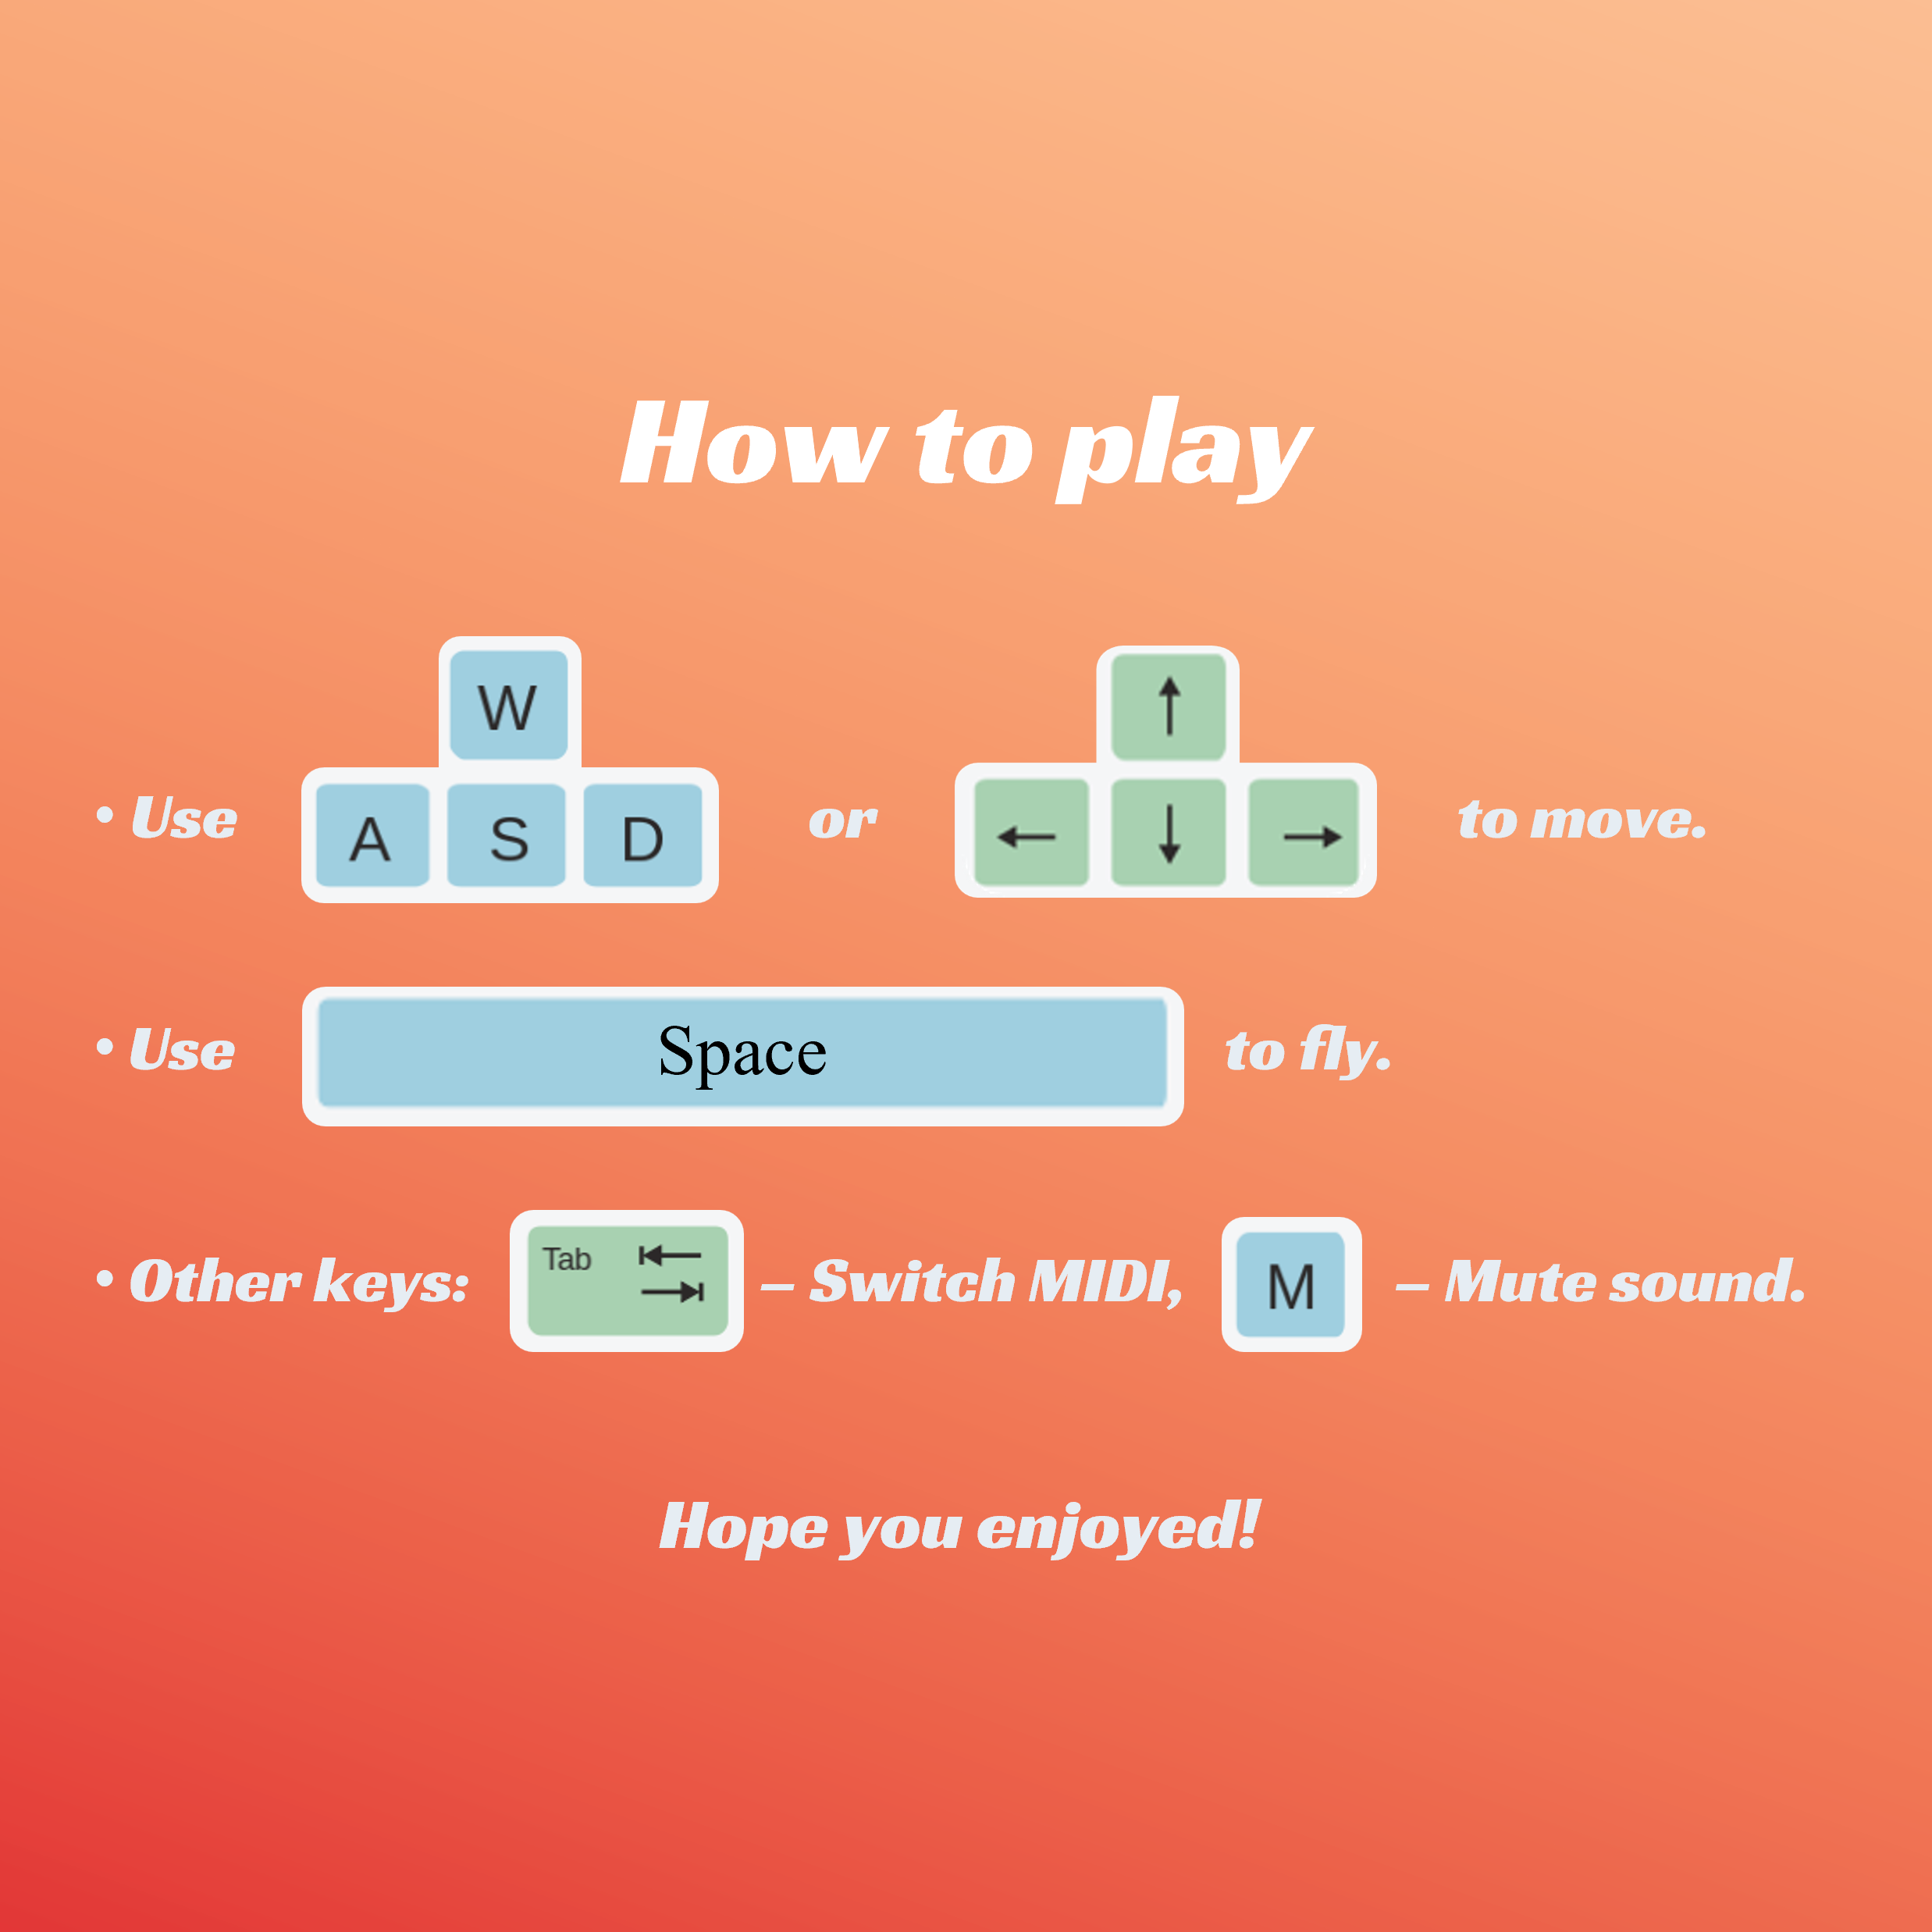 How to play
• Use W A S D or ↑ ← ↓ → to move.
• Use Space to fly.
• Other keys: Tab – Switch MIDI, M – Mute sound.
Hope you enjoyed!